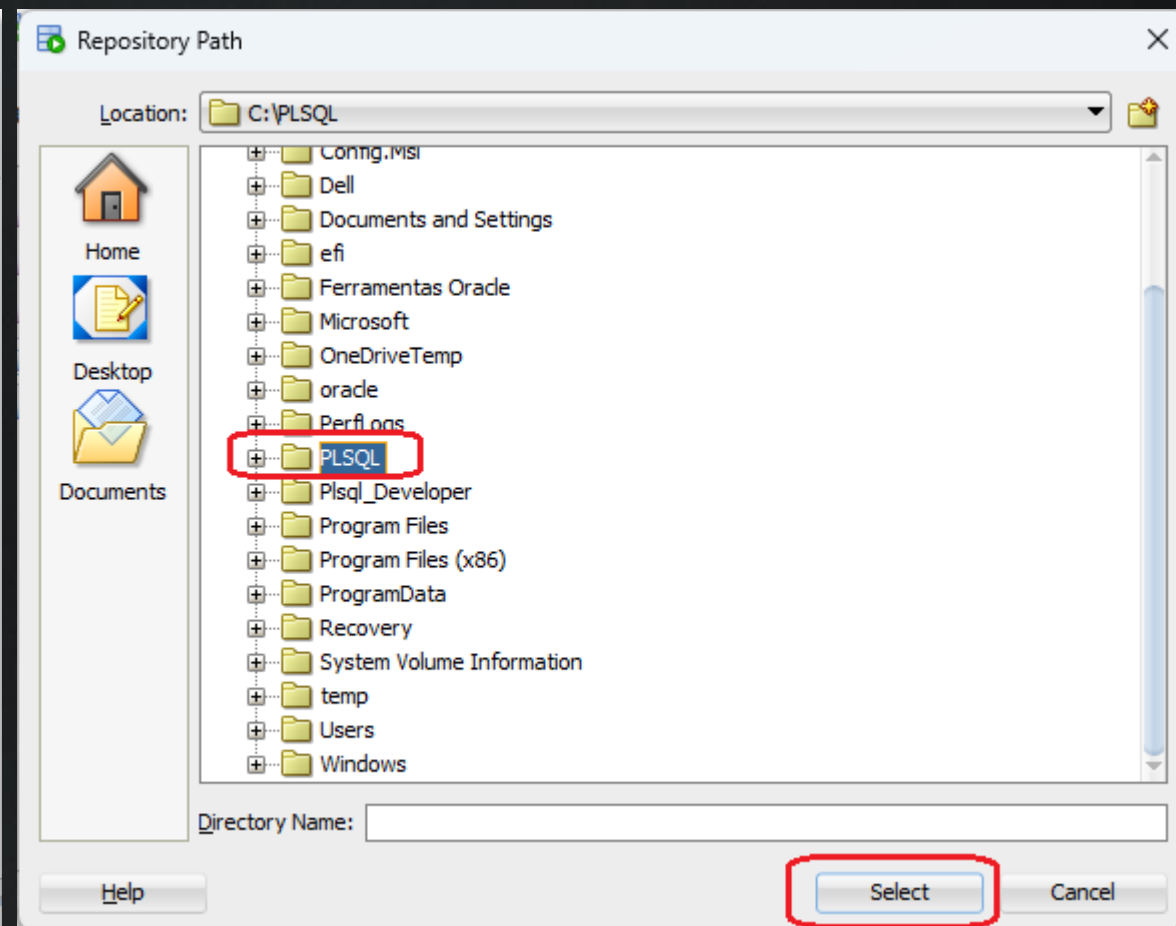 Repository Path
Location: C:\PLSQL
Config.Msi
Dell
Home
Documents and Settings
efi
Ferramentas Oracle
Microsoft
Desktop
OneDriveTemp
oracle
PerfLogs
PLSQL
Documents
Plsql_Developer
Program Files
Program Files (x86)
ProgramData
Recovery
System Volume Information
temp
Users
Windows
Directory Name:
Help Select Cancel